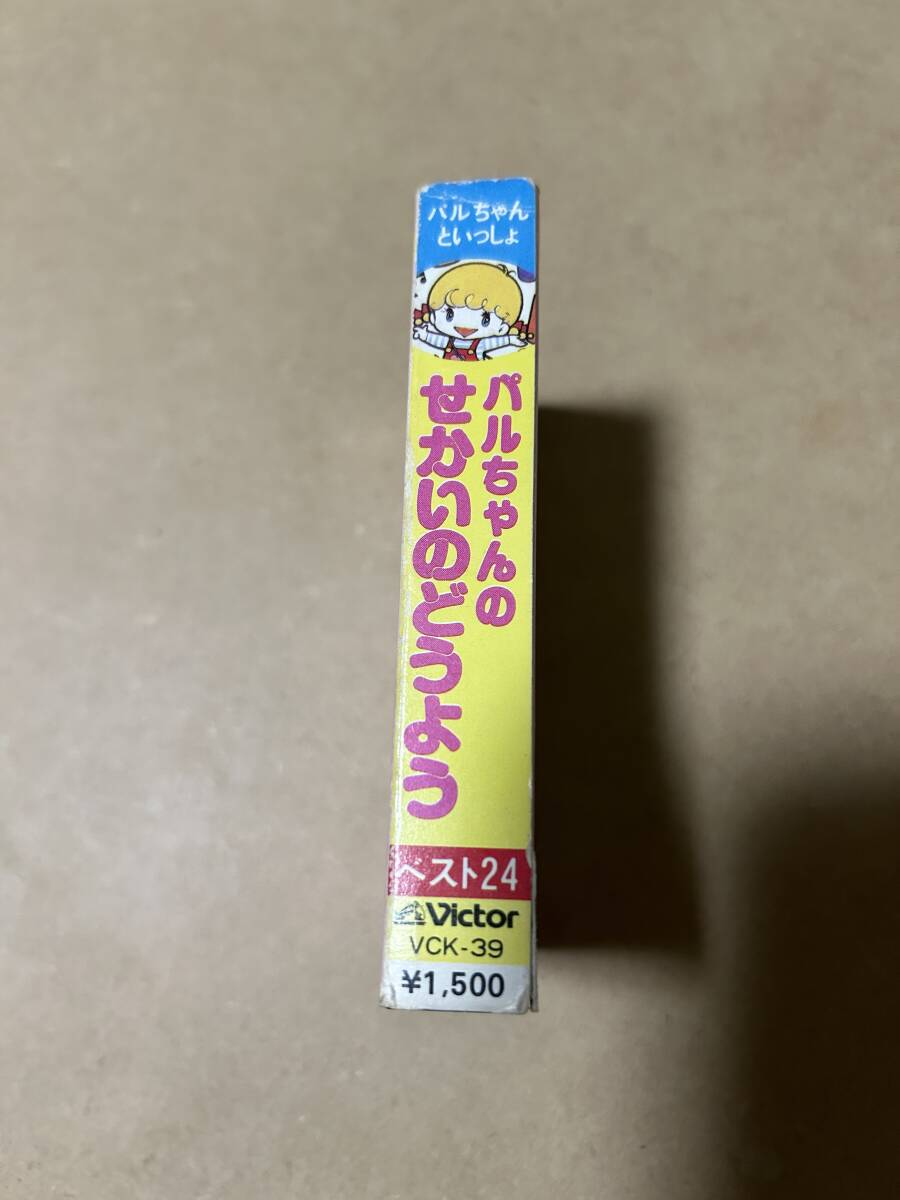 パルちゃん
といっしょ
パルちゃんの
せかいのどうよう
ベスト24
Victor
VCK-39
¥1,500